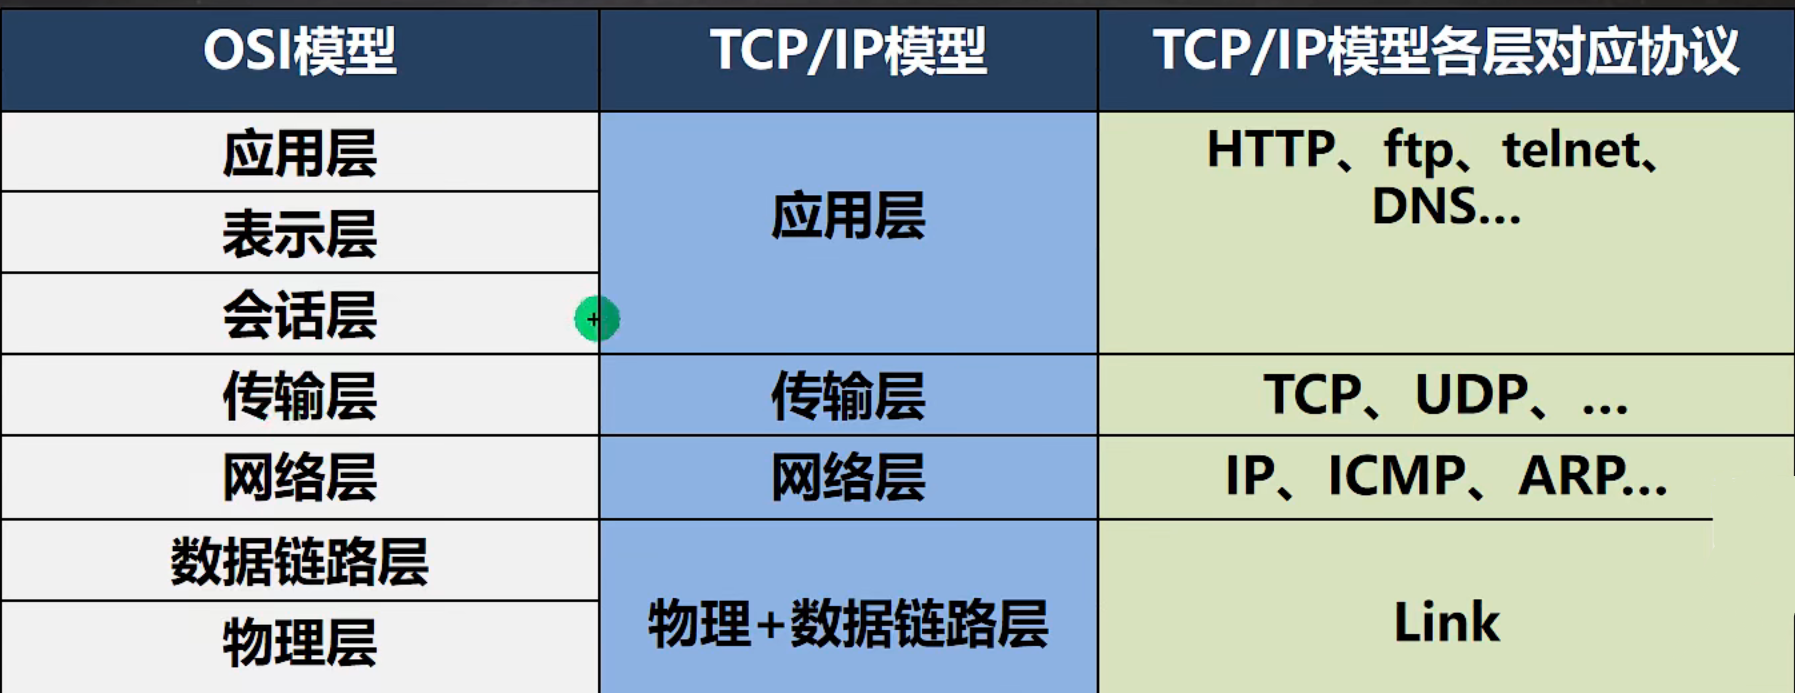 OSI模型
TCP/IP模型
TCP/IP模型各层对应协议
应用层
表示层
会话层
应用层
HTTP、ftp、telnet、
DNS...
传输层
传输层
TCP、UDP、...
网络层
网络层
IP、ICMP、ARP...
数据链路层
物理层
物理+数据链路层
Link